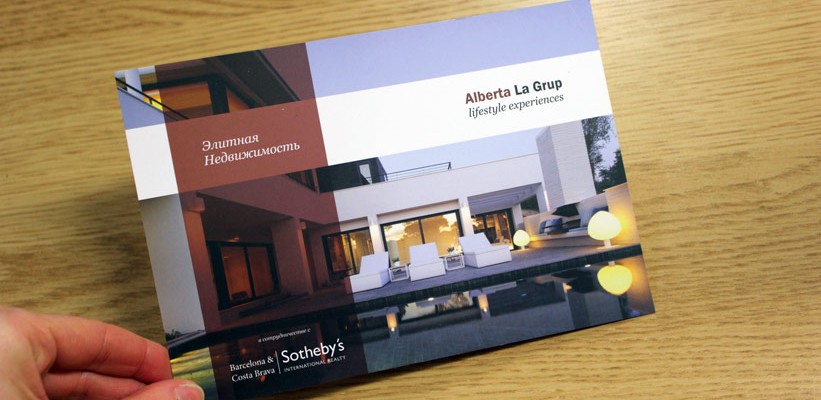 Alberta La Grup
lifestyle experiences
Элитная
Недвижимость
в сотрудничестве с
Barcelona &
Costa Brava
Sotheby's
INTERNATIONAL REALTY